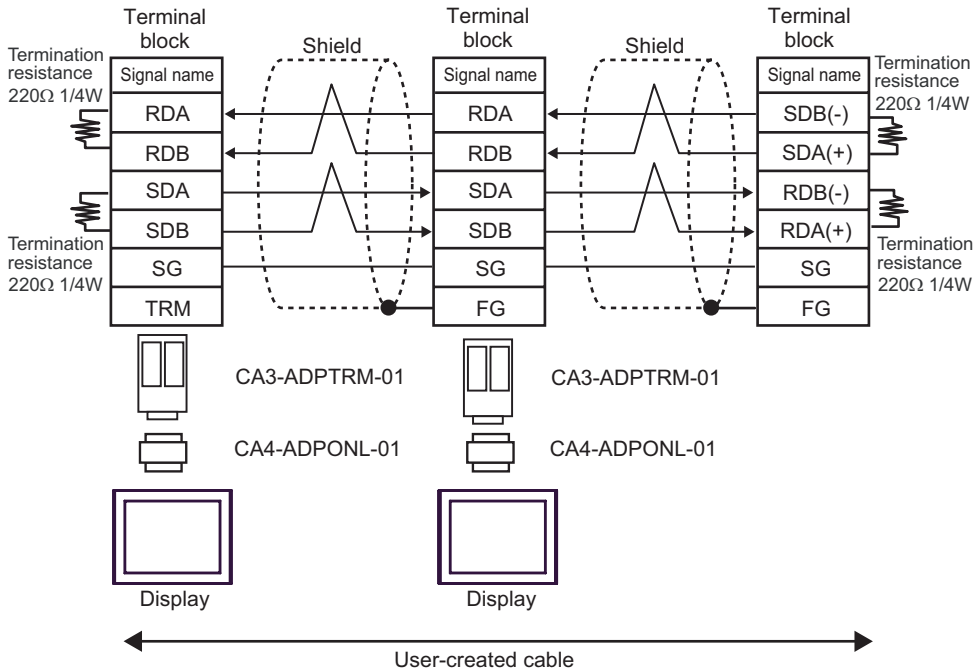 Terminal
block
Shield
Terminal
block
Shield
Terminal
block
Termination
resistance
220Ω 1/4W
Signal name
RDA
RDB
SDA
SDB
SG
TRM
Termination
resistance
220Ω 1/4W
Signal name
RDA
RDB
SDA
SDB
SG
FG
Signal name
SDB(-)
SDA(+)
RDB(-)
RDA(+)
SG
FG
Termination
resistance
220Ω 1/4W
Termination
resistance
220Ω 1/4W
CA3-ADPTRM-01
CA3-ADPTRM-01
CA4-ADPONL-01
CA4-ADPONL-01
Display
Display
User-created cable